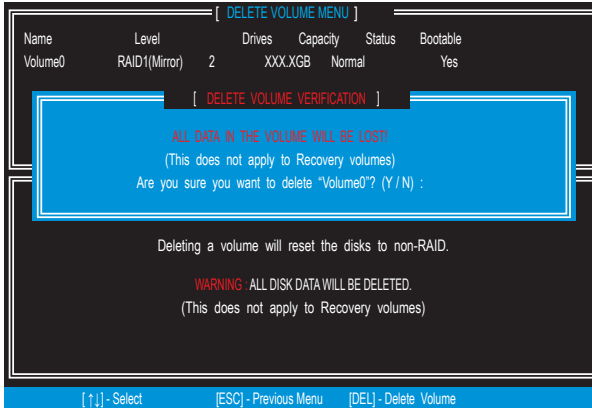 [ DELETE VOLUME MENU ]
Name Level Drives Capacity Status Bootable
Volume0 RAID1(Mirror) 2 XXX.XGB Normal Yes
[ DELETE VOLUME VERIFICATION ]
ALL DATA IN THE VOLUME WILL BE LOST!
(This does not apply to Recovery volumes)
Are you sure you want to delete “Volume0”? (Y / N) :
Deleting a volume will reset the disks to non-RAID.
WARNING : ALL DISK DATA WILL BE DELETED.
(This does not apply to Recovery volumes)
[ ↑↓] - Select [ESC] - Previous Menu [DEL] - Delete Volume